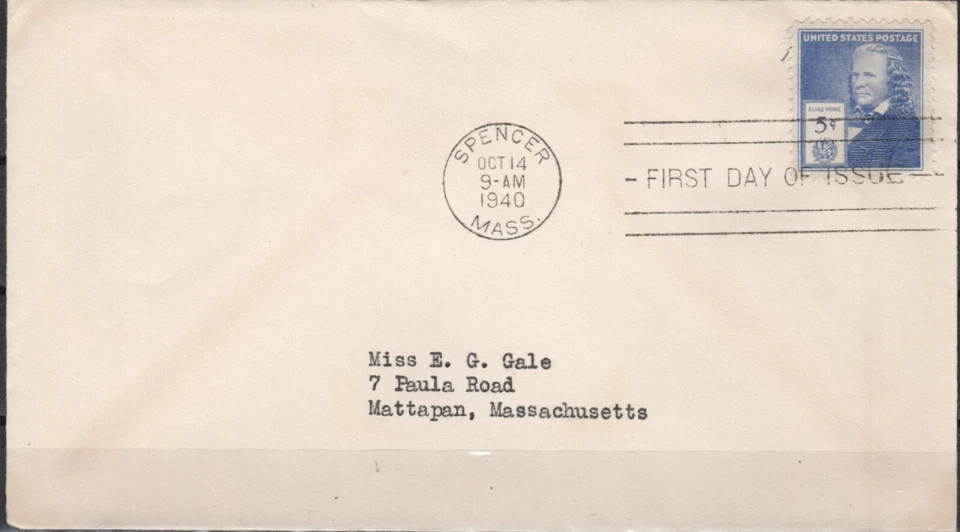 UNITED STATES POSTAGE
ELIAS HOWE
5¢
SPENCER
OCT 14
9-AM
1940
MASS.
- FIRST DAY OF ISSUE -
Miss E. G. Gale
7 Paula Road
Mattapan, Massachusetts